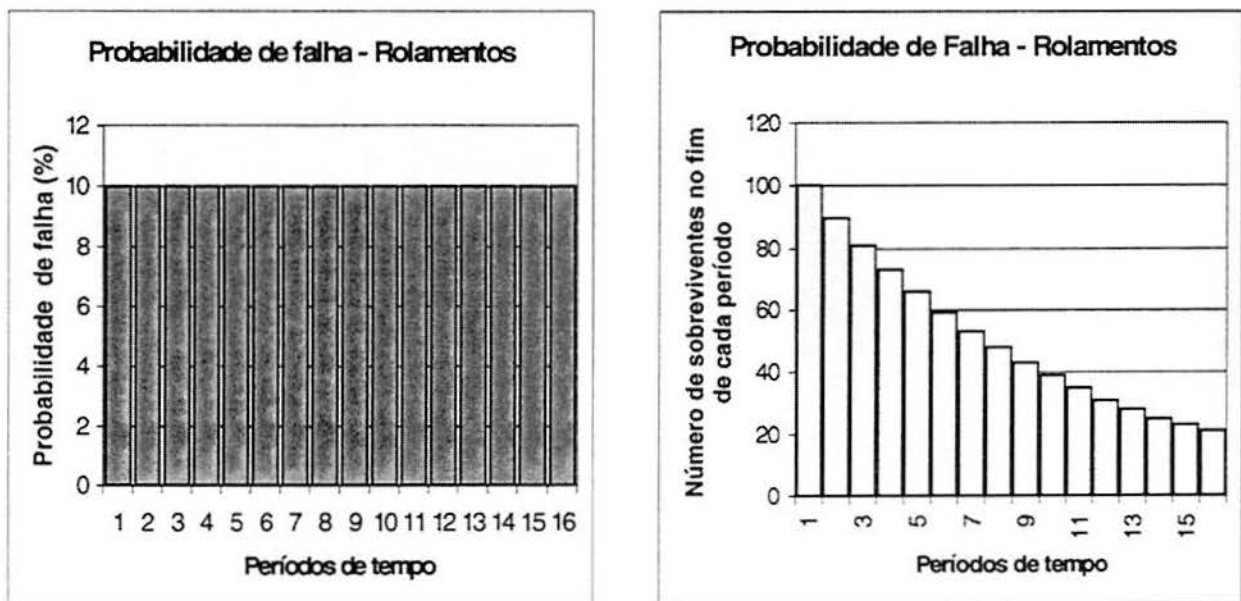 Probabilidade de falha - Rolamentos
Probabilidade de falha (%)
12
10
8
6
4
2
0
1 2 3 4 5 6 7 8 9 10 11 12 13 14 15 16
Períodos de tempo
Probabilidade de Falha - Rolamentos
Número de sobreviventes no fim
de cada período
120
100
80
60
40
20
0
1 3 5 7 9 11 13 15
Períodos de tempo